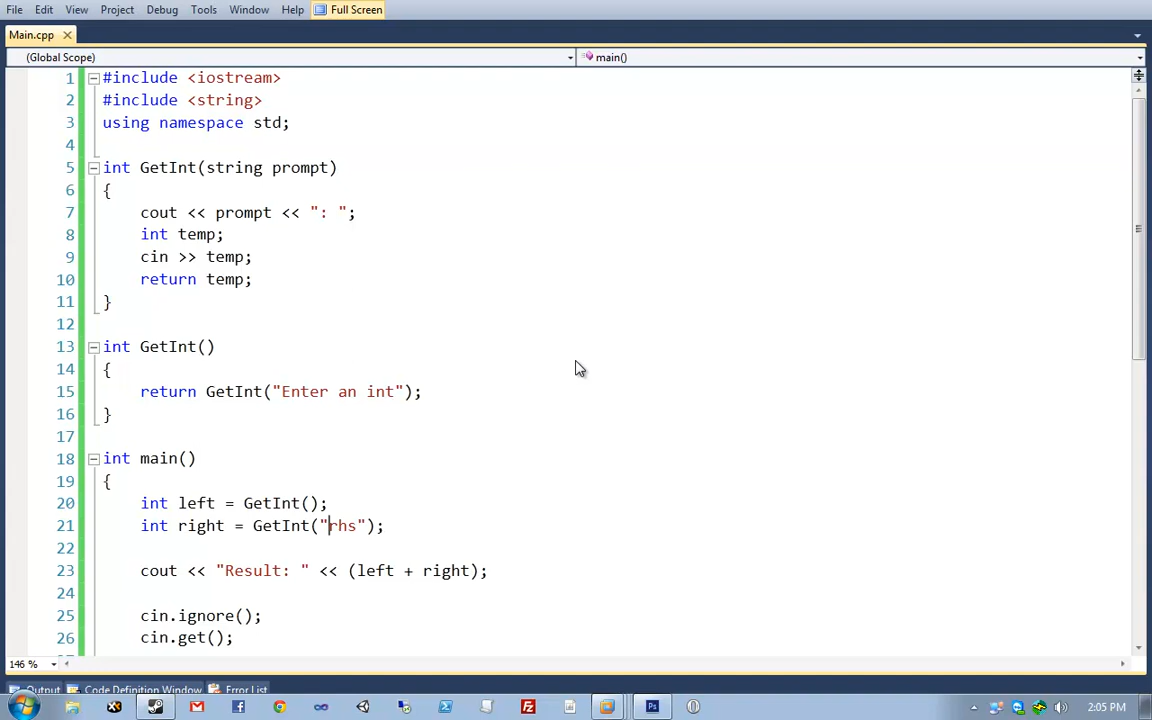 File Edit View Project Debug Tools Window Help Full Screen
Main.cpp
(Global Scope) main()
1 #include <iostream>
2 #include <string>
3 using namespace std;
4
5 int GetInt(string prompt)
6 {
7 cout << prompt << ": ";
8 int temp;
9 cin >> temp;
10 return temp;
11 }
12
13 int GetInt()
14 {
15 return GetInt("Enter an int");
16 }
17
18 int main()
19 {
20 int left = GetInt();
21 int right = GetInt("rhs");
22
23 cout << "Result: " << (left + right);
24
25 cin.ignore();
26 cin.get();
146 %
Output Code Definition Window Error List
2:05 PM